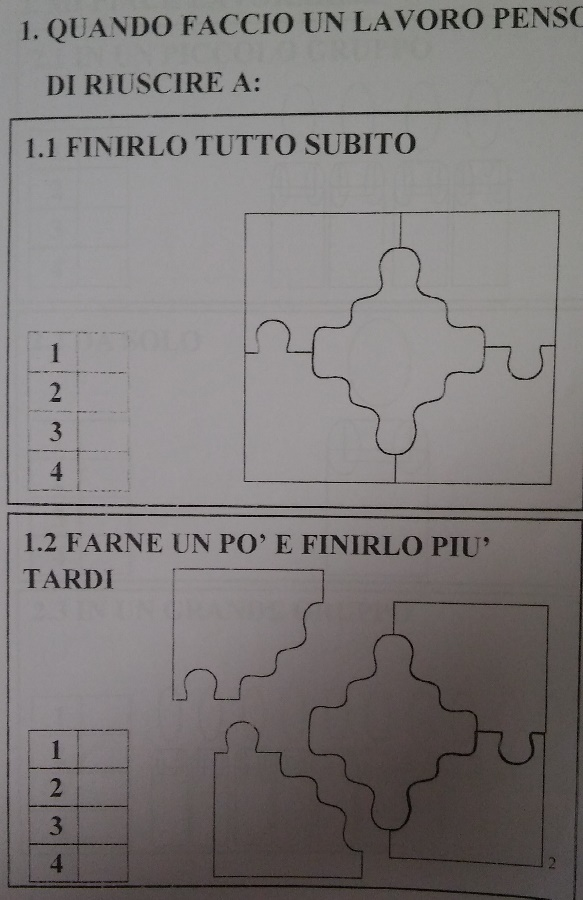 1. QUANDO FACCIO UN LAVORO PENSO
DI RIUSCIRE A:
1.1 FINIRLO TUTTO SUBITO
1
2
3
4
1.2 FARNE UN PO' E FINIRLO PIU'
TARDI
1
2
3
4
2